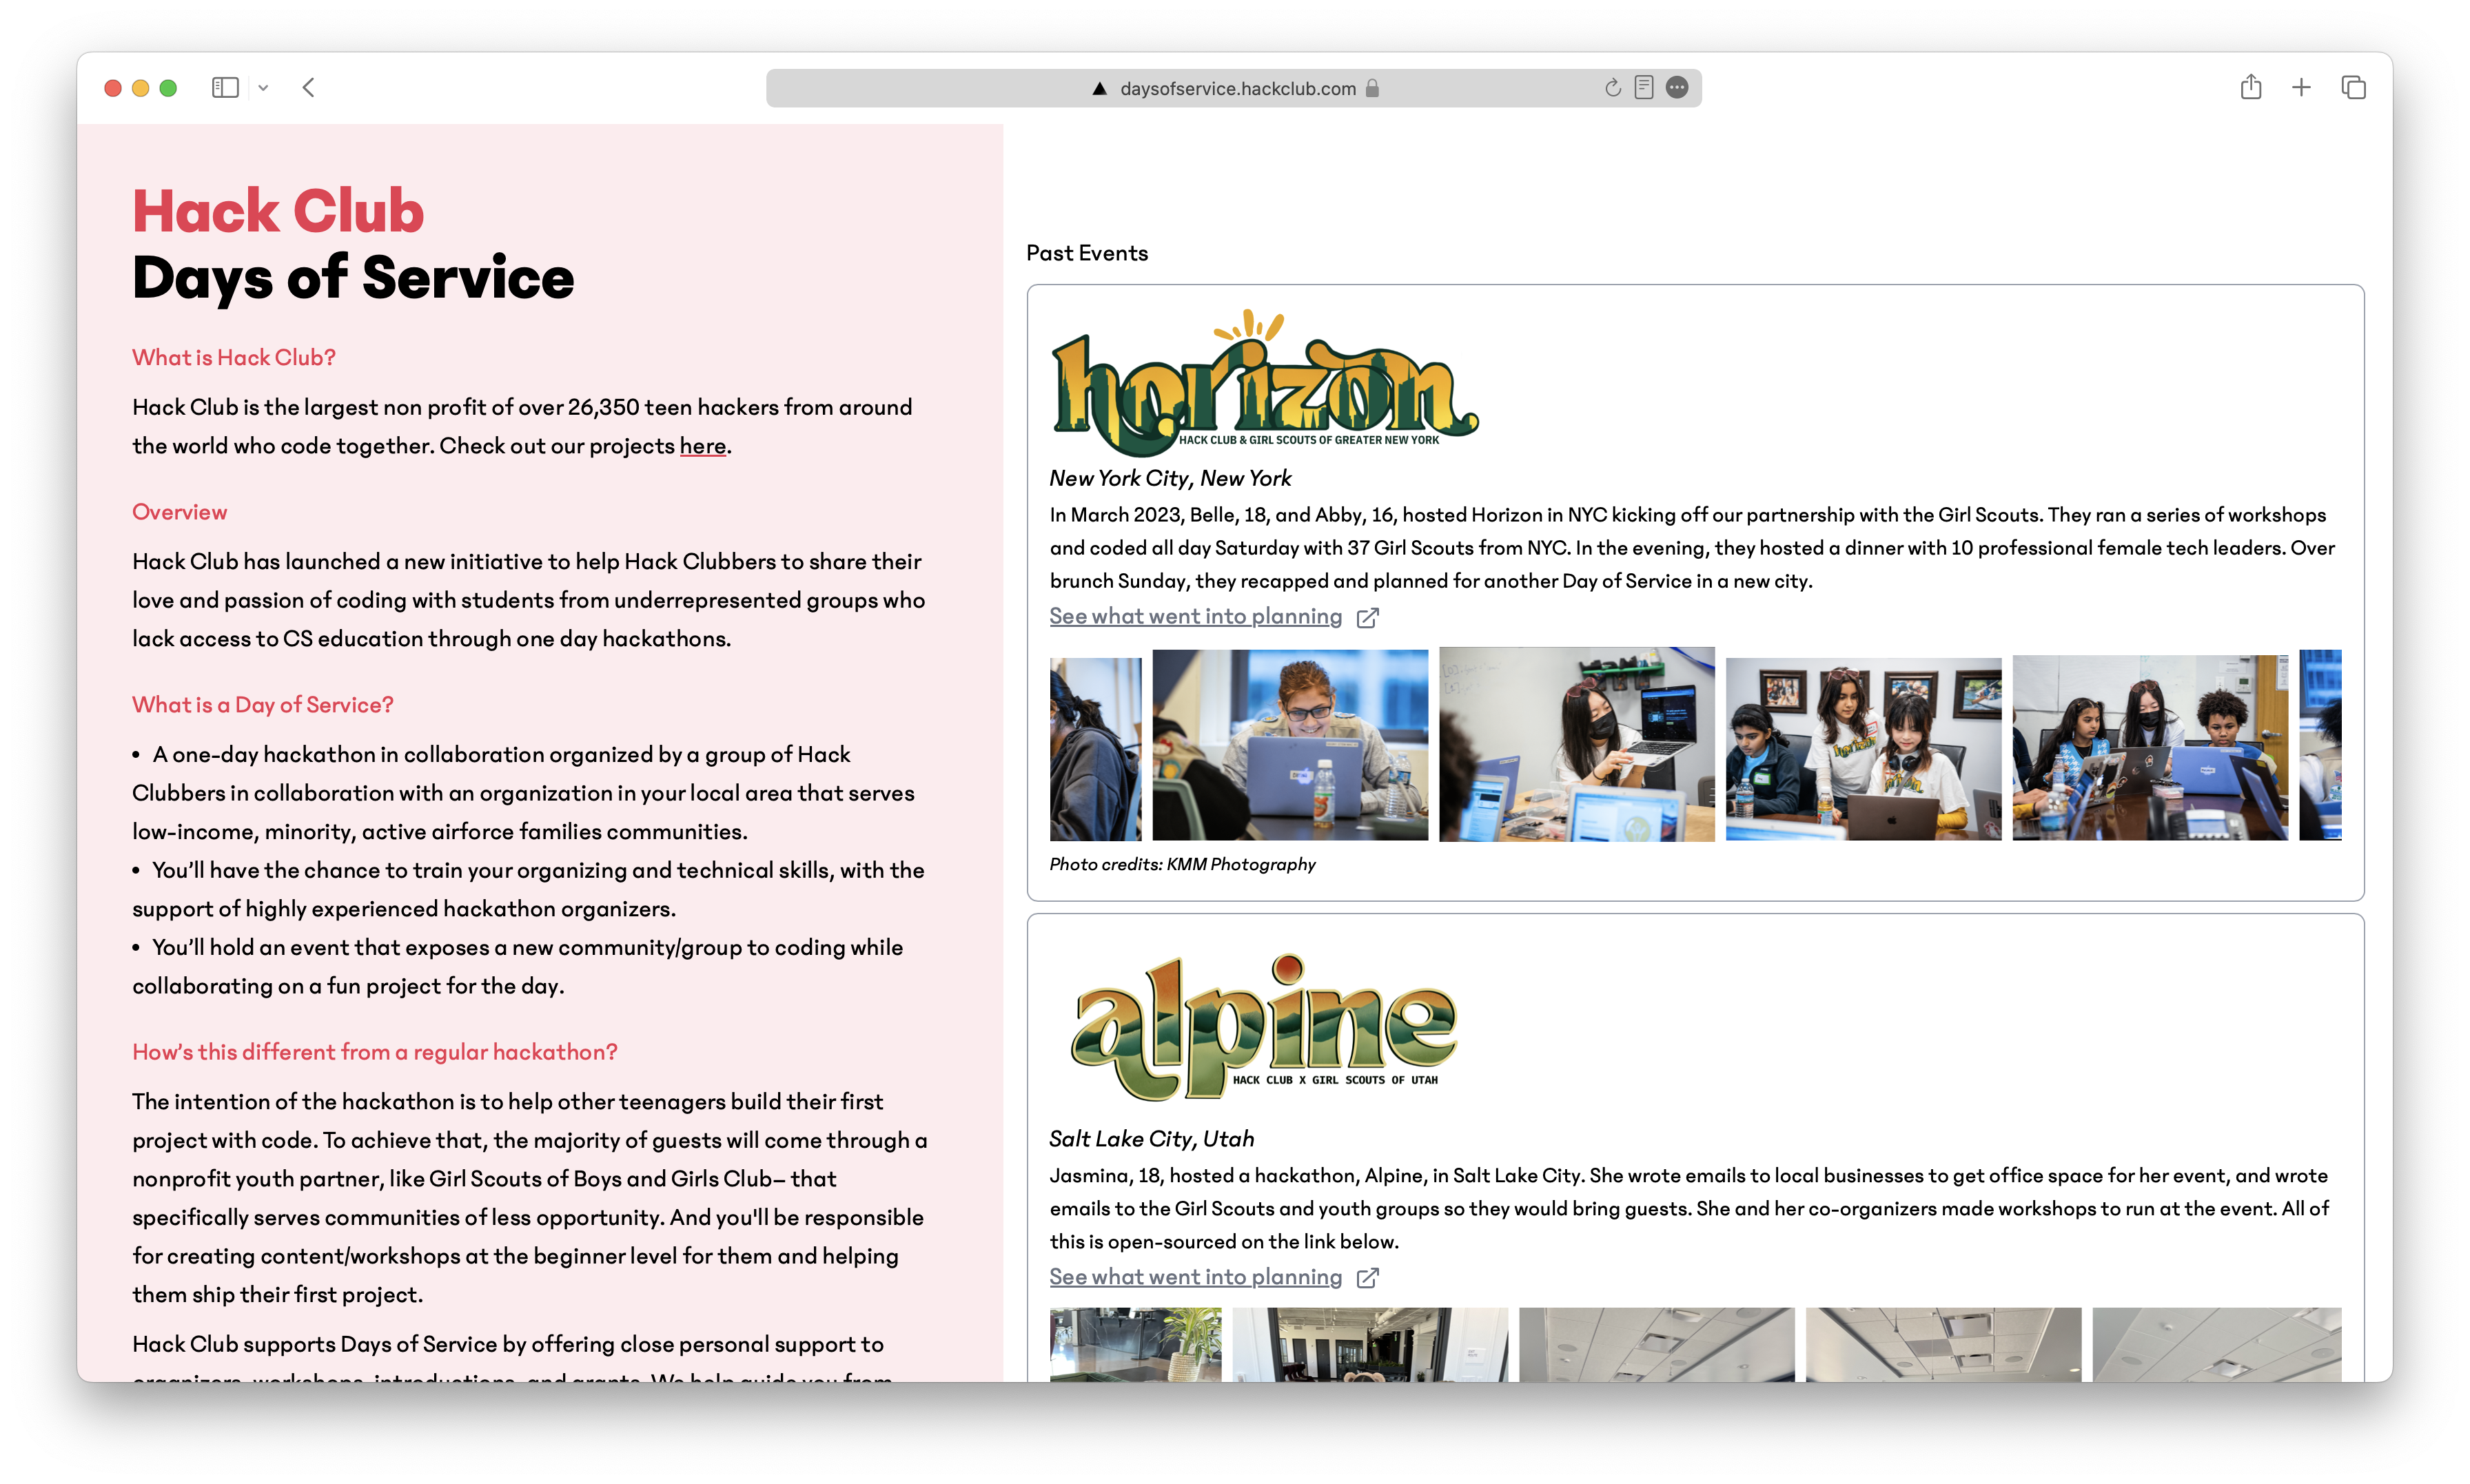 daysofservice.hackclub.com
Hack Club
Days of Service
What is Hack Club?
Hack Club is the largest non profit of over 26,350 teen hackers from around
the world who code together. Check out our projects here.
Overview
Hack Club has launched a new initiative to help Hack Clubbers to share their
love and passion of coding with students from underrepresented groups who
lack access to CS education through one day hackathons.
What is a Day of Service?
• A one-day hackathon in collaboration organized by a group of Hack
Clubbers in collaboration with an organization in your local area that serves
low-income, minority, active airforce families communities.
• You’ll have the chance to train your organizing and technical skills, with the
support of highly experienced hackathon organizers.
• You’ll hold an event that exposes a new community/group to coding while
collaborating on a fun project for the day.
How’s this different from a regular hackathon?
The intention of the hackathon is to help other teenagers build their first
project with code. To achieve that, the majority of guests will come through a
nonprofit youth partner, like Girl Scouts of Boys and Girls Club– that
specifically serves communities of less opportunity. And you'll be responsible
for creating content/workshops at the beginner level for them and helping
them ship their first project.
Hack Club supports Days of Service by offering close personal support to
organizers, workshops, introductions, and grants. We help guide you from
Past Events
horizon
HACK CLUB & GIRL SCOUTS OF GREATER NEW YORK
New York City, New York
In March 2023, Belle, 18, and Abby, 16, hosted Horizon in NYC kicking off our partnership with the Girl Scouts. They ran a series of workshops
and coded all day Saturday with 37 Girl Scouts from NYC. In the evening, they hosted a dinner with 10 professional female tech leaders. Over
brunch Sunday, they recapped and planned for another Day of Service in a new city.
See what went into planning
Photo credits: KMM Photography
alpine
HACK CLUB X GIRL SCOUTS OF UTAH
Salt Lake City, Utah
Jasmina, 18, hosted a hackathon, Alpine, in Salt Lake City. She wrote emails to local businesses to get office space for her event, and wrote
emails to the Girl Scouts and youth groups so they would bring guests. She and her co-organizers made workshops to run at the event. All of
this is open-sourced on the link below.
See what went into planning